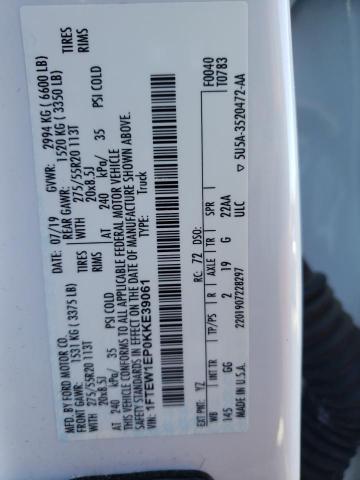 MFD. BY FORD MOTOR CO.
DATE: 07/19 GVWR: 2994 KG ( 6600 LB)
FRONT GAWR: 1531 KG ( 3375 LB) REAR GAWR: 1520 KG ( 3350 LB)
WITH 275/55R20 113T WITH 275/55R20 113T TIRES
20x8.5J 20x8.5J RIMS
AT 240 kPa/ 35 PSI COLD AT 240 kPa/ 35 PSI COLD
THIS VEHICLE CONFORMS TO ALL APPLICABLE FEDERAL MOTOR VEHICLE
SAFETY AND BUMPER STANDARDS IN EFFECT ON THE DATE OF MANUFACTURE SHOWN ABOVE.
VIN: 1FTEW1EP0KKE39061 TYPE: Truck
F0040
T0783
EXT PNT: YZ RC: 72 DSO:
WB TP/PS R AXLE TR SPR
145 GG 2 19 G 22AA
MADE IN U.S.A. 2201907228297 ULC
▽ 5U5A-3520472-AA